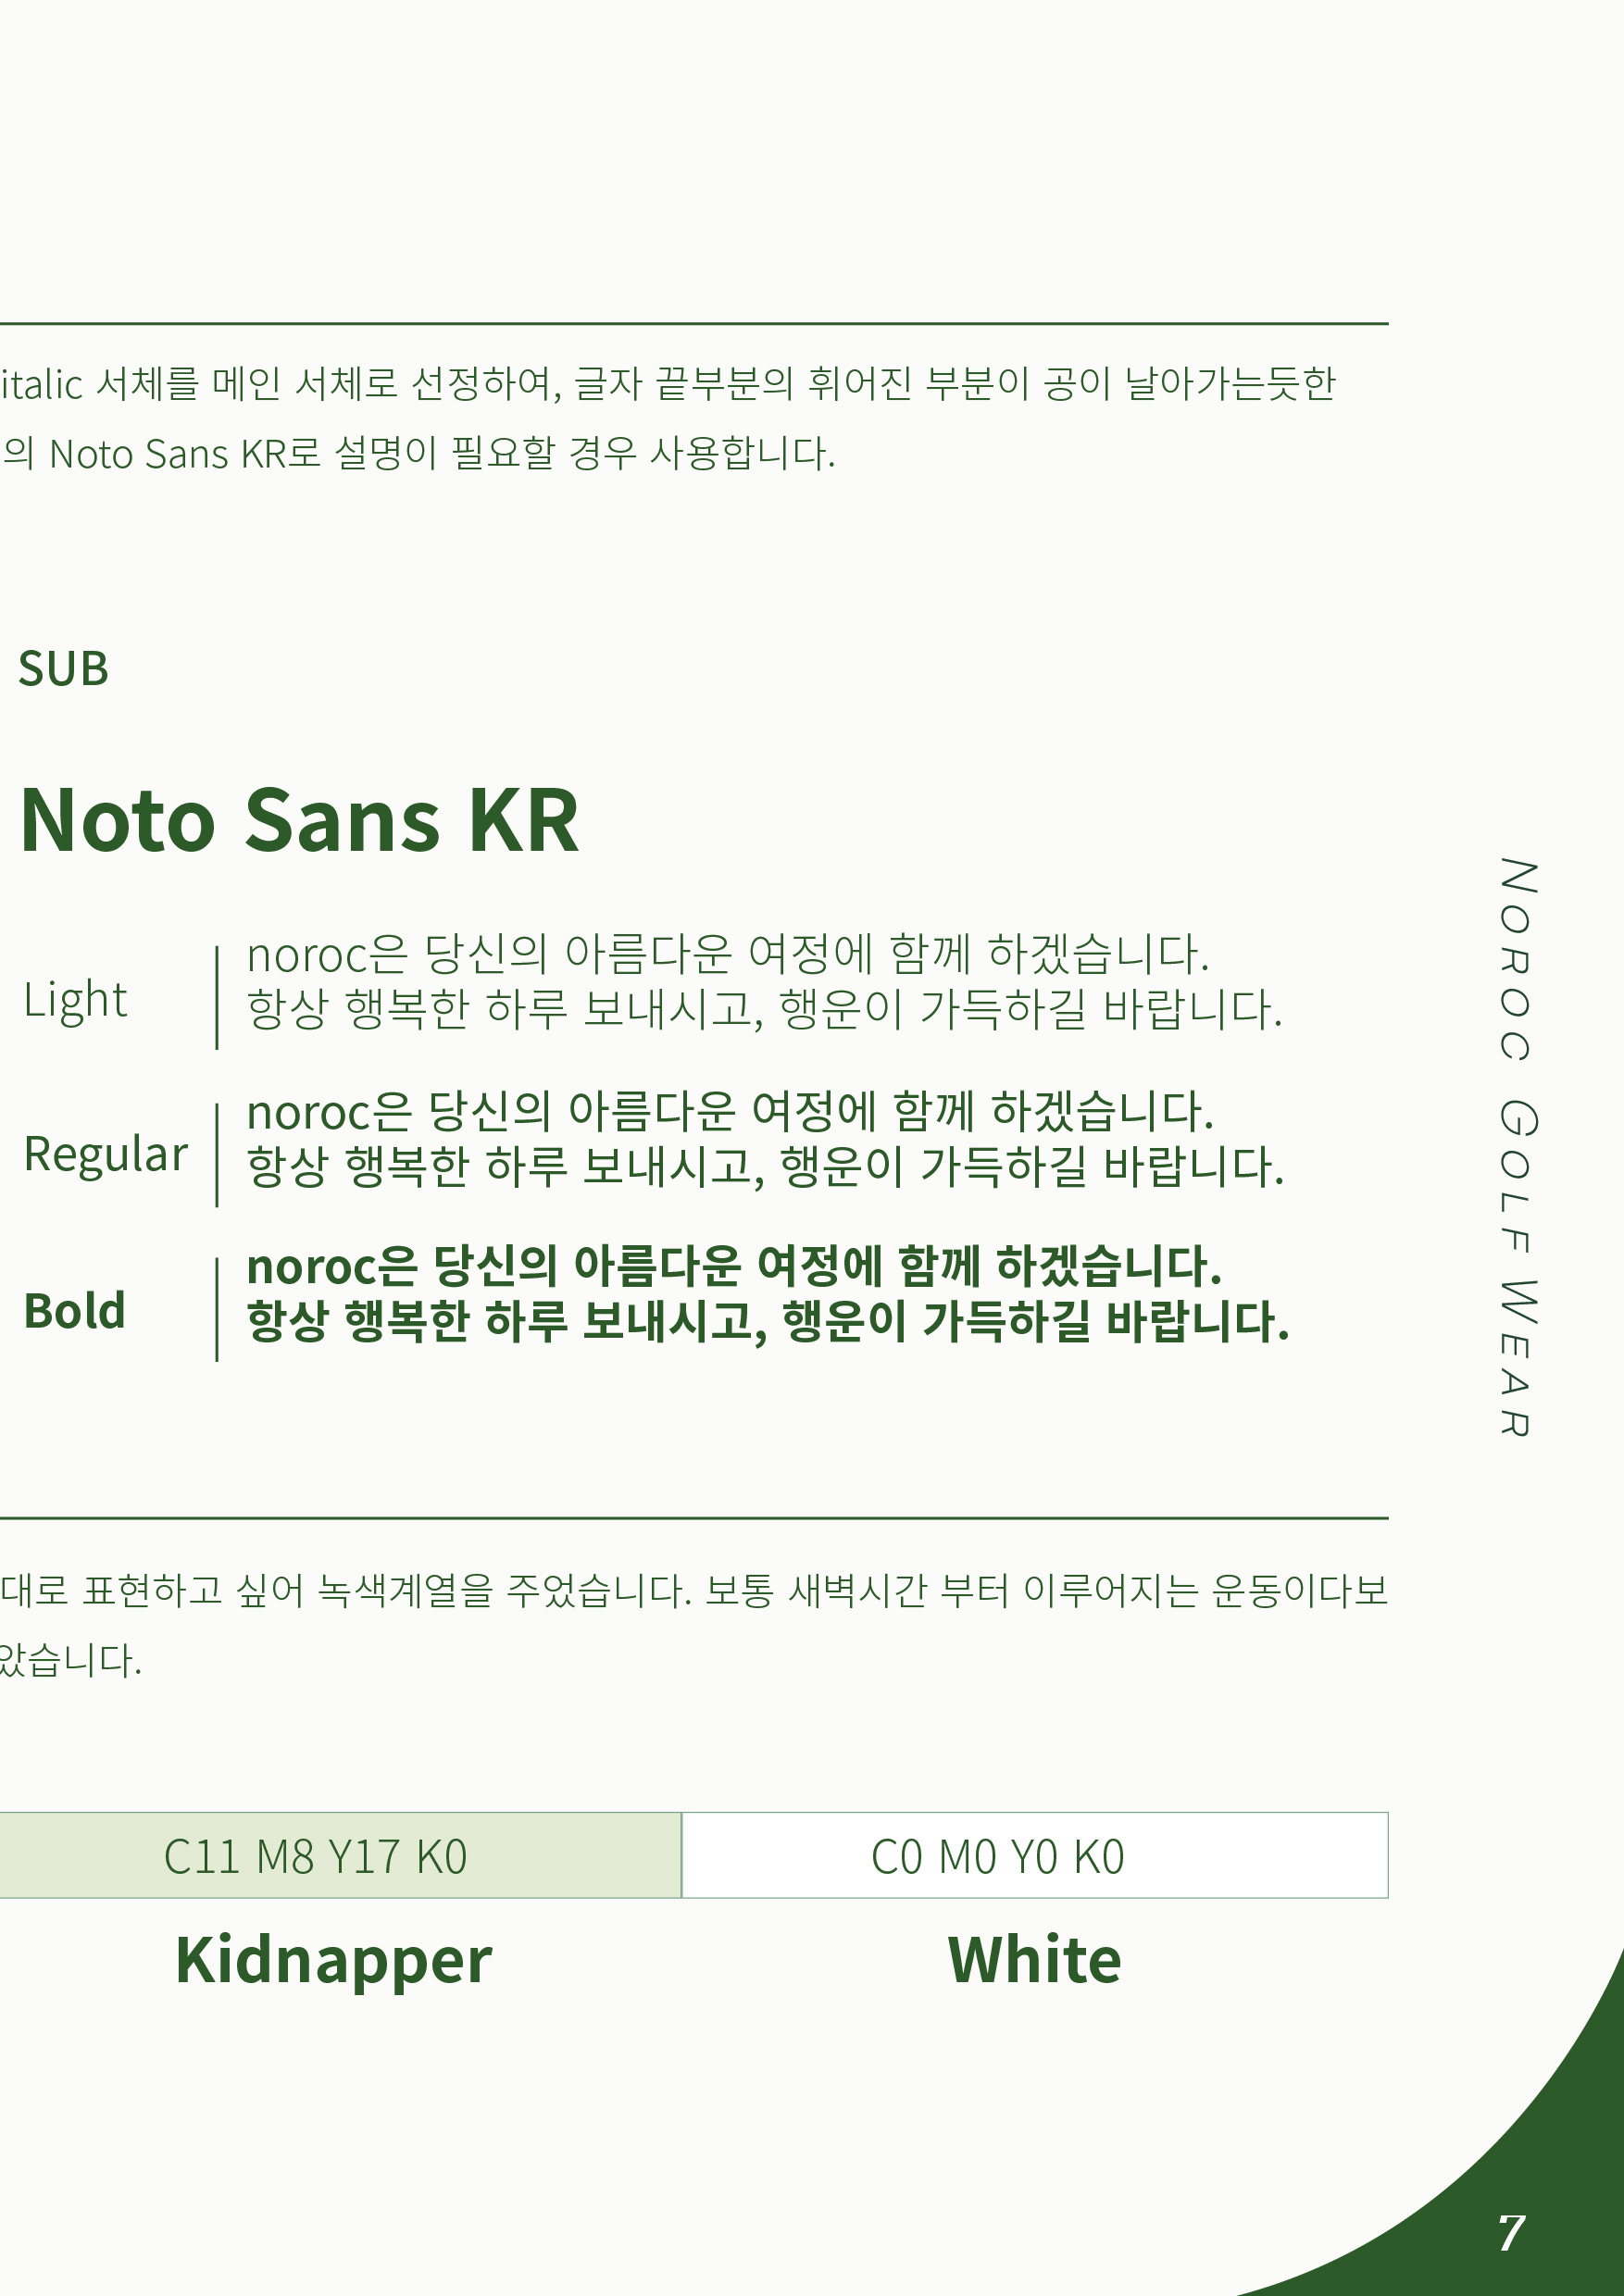 italic 서체를 메인 서체로 선정하여, 글자 끝부분의 휘어진 부분이 공이 날아가는듯한
의 Noto Sans KR로 설명이 필요할 경우 사용합니다.
SUB
Noto Sans KR
Light
noroc은 당신의 아름다운 여정에 함께 하겠습니다.
항상 행복한 하루 보내시고, 행운이 가득하길 바랍니다.
Regular
noroc은 당신의 아름다운 여정에 함께 하겠습니다.
항상 행복한 하루 보내시고, 행운이 가득하길 바랍니다.
Bold
noroc은 당신의 아름다운 여정에 함께 하겠습니다.
항상 행복한 하루 보내시고, 행운이 가득하길 바랍니다.
NOROC GOLF WEAR
대로 표현하고 싶어 녹색계열을 주었습니다. 보통 새벽시간 부터 이루어지는 운동이다보
았습니다.
C11 M8 Y17 K0
C0 M0 Y0 K0
Kidnapper
White
7